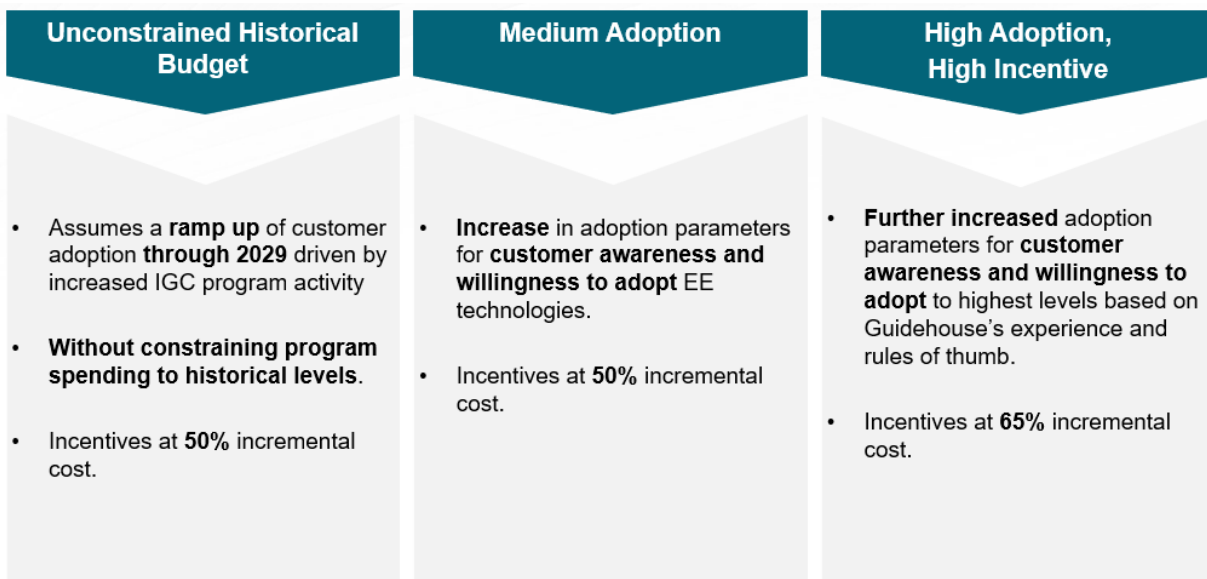 Unconstrained Historical
Budget
• Assumes a ramp up of customer
adoption through 2029 driven by
increased IGC program activity
• Without constraining program
spending to historical levels.
• Incentives at 50% incremental
cost.
Medium Adoption
• Increase in adoption parameters
for customer awareness and
willingness to adopt EE
technologies.
• Incentives at 50% incremental
cost.
High Adoption,
High Incentive
• Further increased adoption
parameters for customer
awareness and willingness to
adopt to highest levels based on
Guidehouse’s experience and
rules of thumb.
• Incentives at 65% incremental
cost.